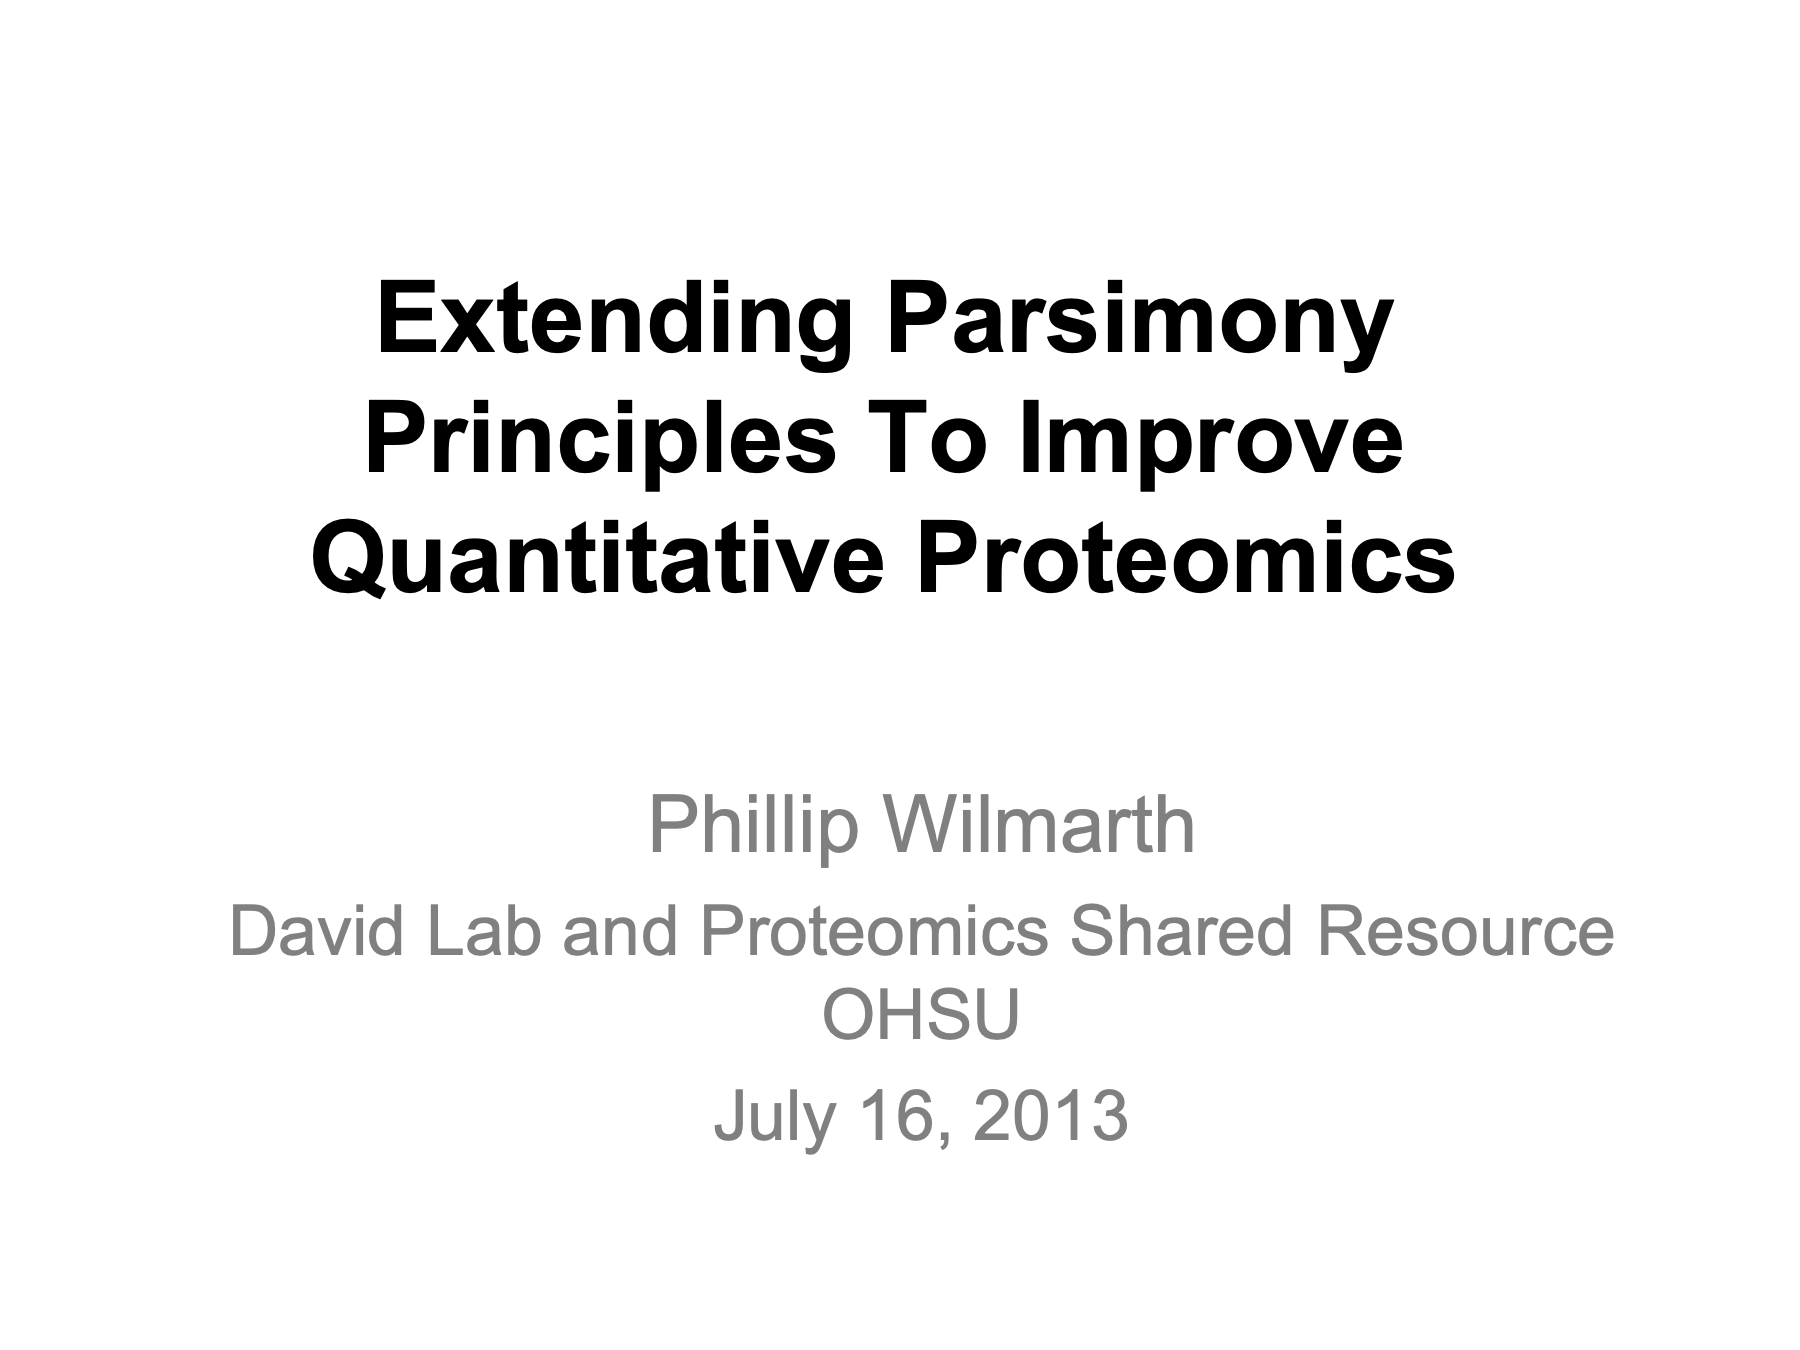 Extending Parsimony
Principles To Improve
Quantitative Proteomics
Phillip Wilmarth
David Lab and Proteomics Shared Resource
OHSU
July 16, 2013